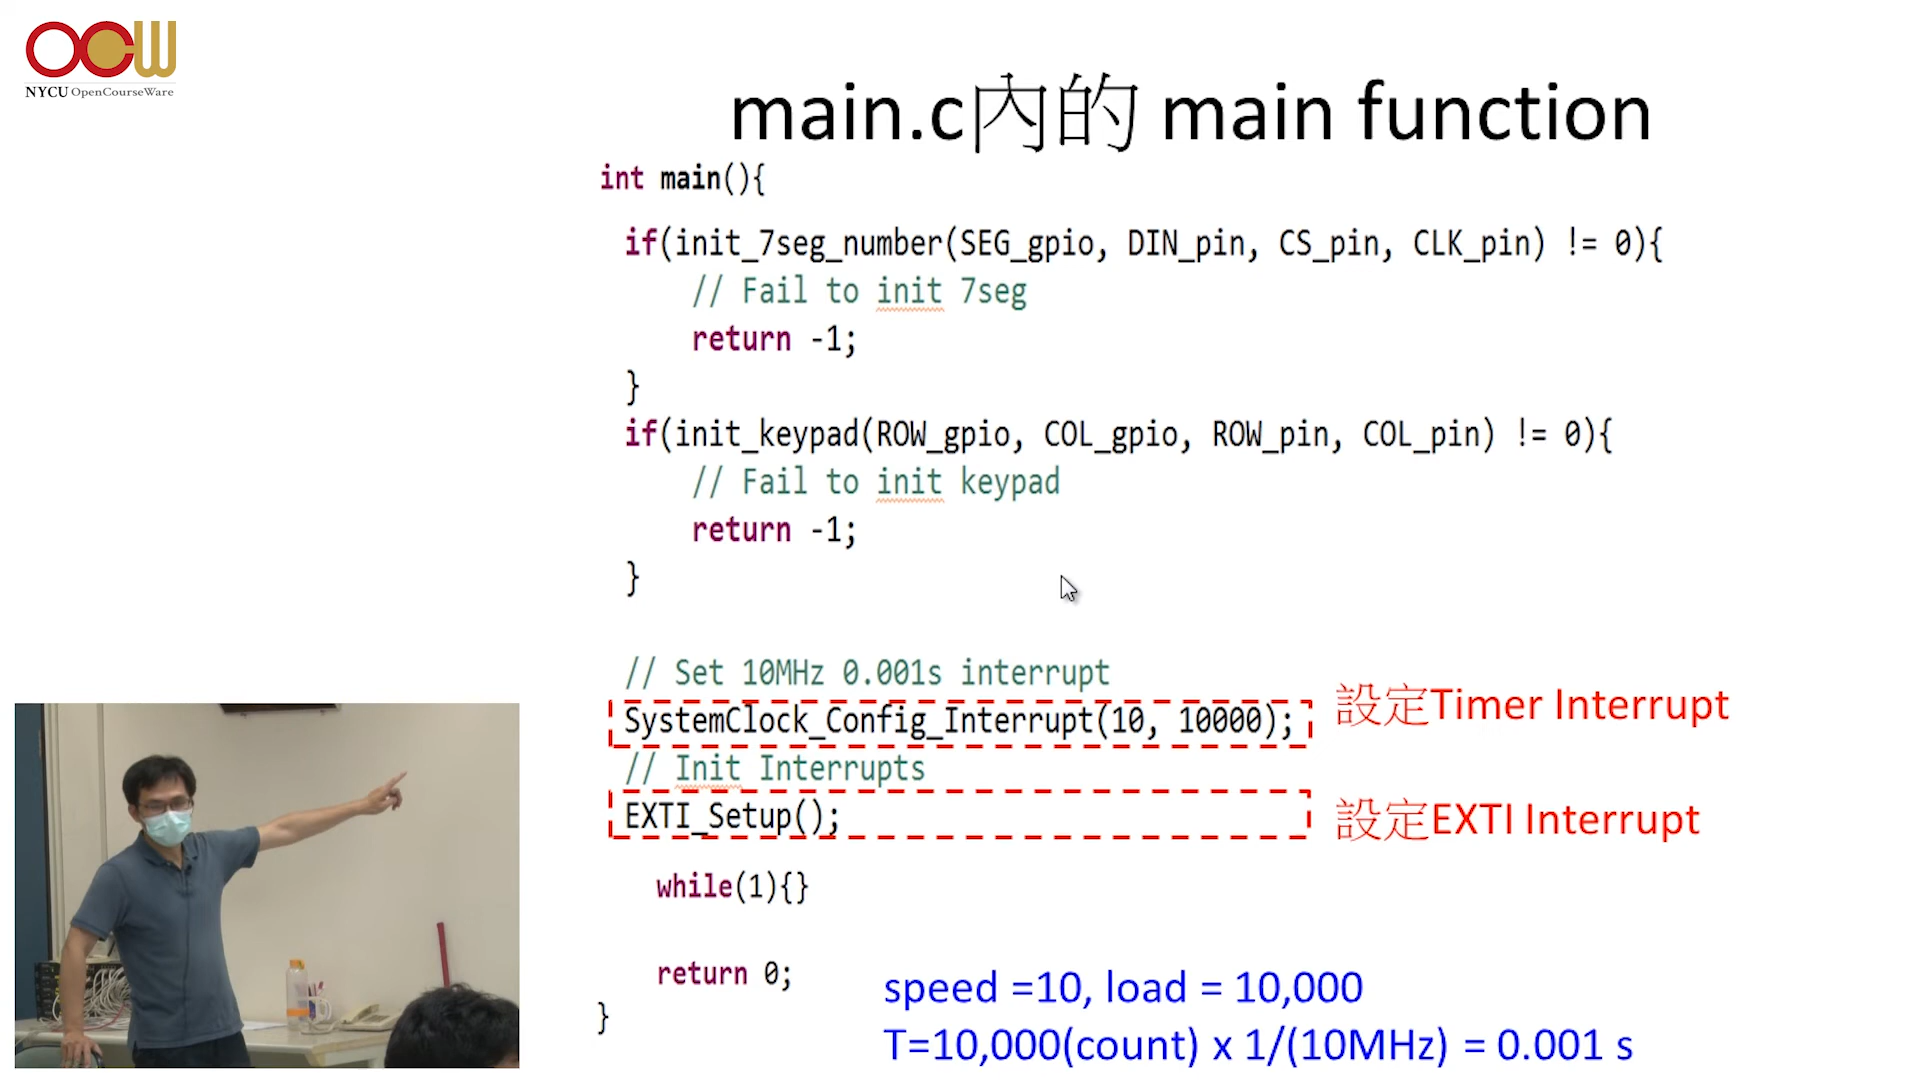 OCW
NYCU OpenCourseWare
main.c內的 main function
int main(){
if(init_7seg_number(SEG_gpio, DIN_pin, CS_pin, CLK_pin) != 0){
// Fail to init 7seg
return -1;
}
if(init_keypad(ROW_gpio, COL_gpio, ROW_pin, COL_pin) != 0){
// Fail to init keypad
return -1;
}
// Set 10MHz 0.001s interrupt
SystemClock_Config_Interrupt(10, 10000);
設定Timer Interrupt
// Init Interrupts
EXTI_Setup();
設定EXTI Interrupt
while(1){}
return 0;
}
speed =10, load = 10,000
T=10,000(count) x 1/(10MHz) = 0.001 s